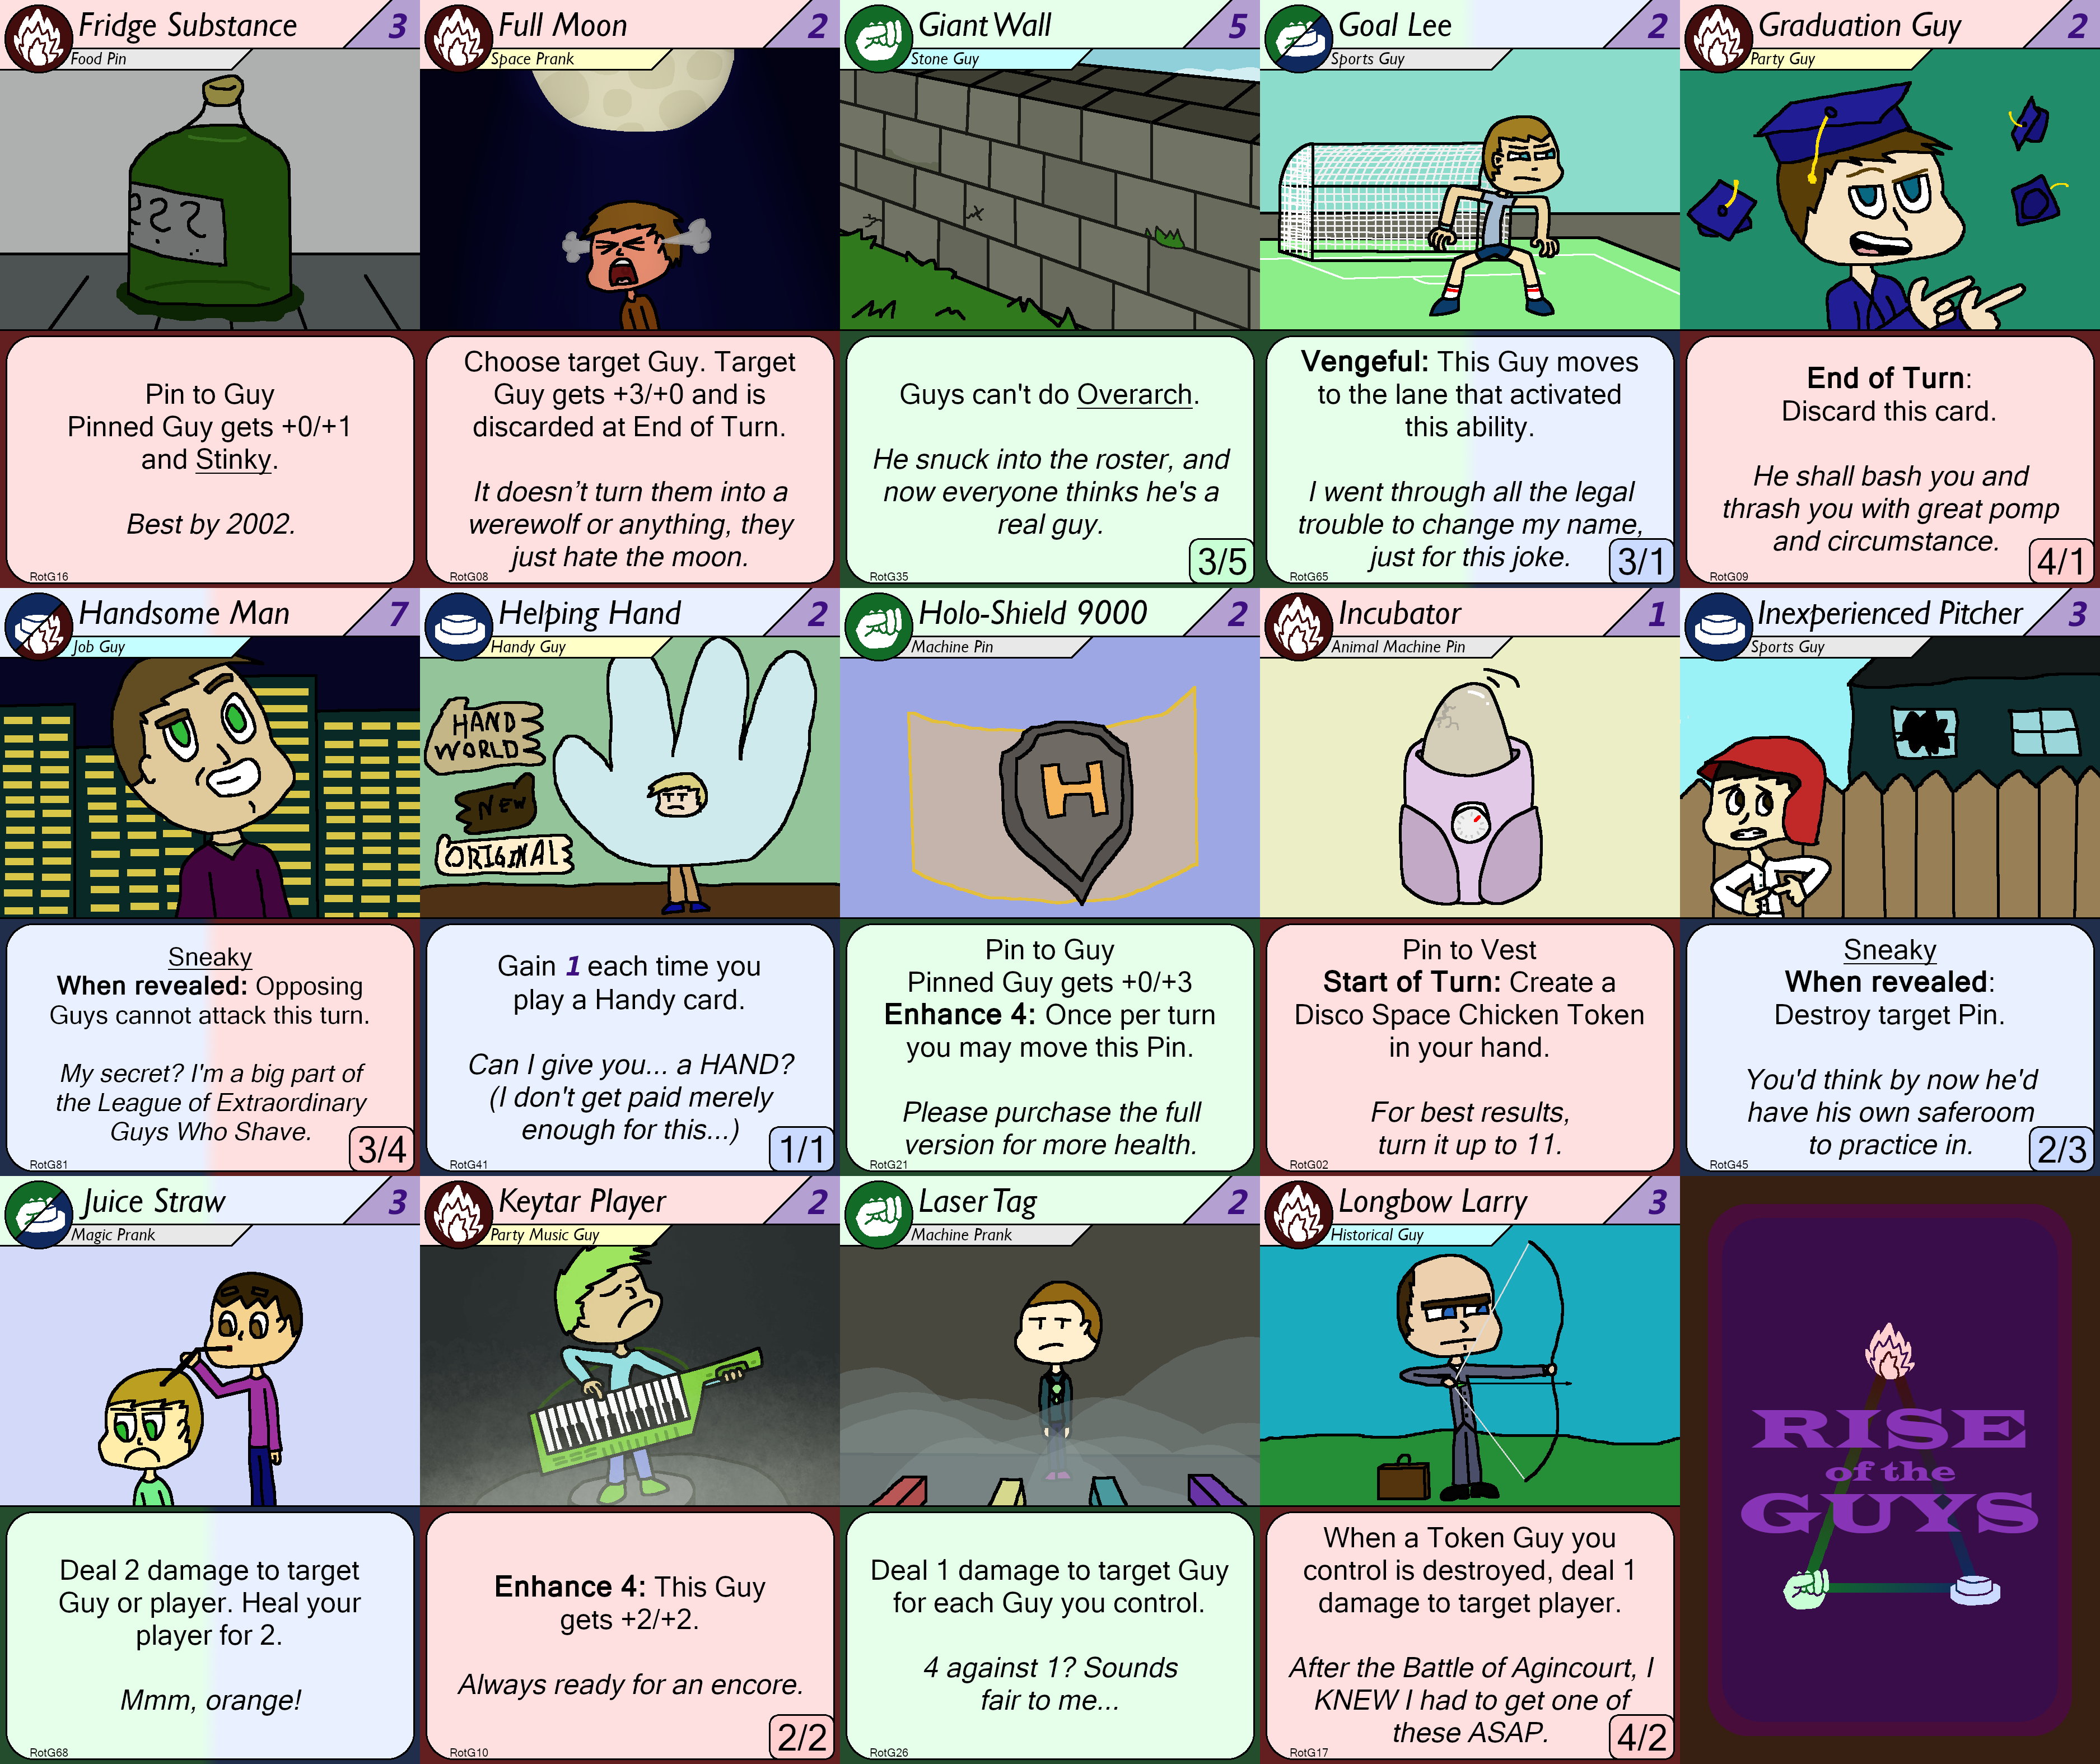 Fridge Substance 3
Food Pin
???
Pin to Guy
Pinned Guy gets +0/+1
and Stinky.
Best by 2002.
RotG16
Full Moon 2
Space Prank
Choose target Guy. Target
Guy gets +3/+0 and is
discarded at End of Turn.
It doesn’t turn them into a
werewolf or anything, they
just hate the moon.
RotG08
Giant Wall 5
Stone Guy
Guys can't do Overarch.
He snuck into the roster, and
now everyone thinks he's a
real guy.
3/5
RotG35
Goal Lee 2
Sports Guy
Vengeful: This Guy moves
to the lane that activated
this ability.
I went through all the legal
trouble to change my name,
just for this joke.
3/1
RotG65
Graduation Guy 2
Party Guy
End of Turn:
Discard this card.
He shall bash you and
thrash you with great pomp
and circumstance.
4/1
RotG09
Handsome Man 7
Job Guy
Sneaky
When revealed: Opposing
Guys cannot attack this turn.
My secret? I'm a big part of
the League of Extraordinary
Guys Who Shave.
3/4
RotG81
Helping Hand 2
Handy Guy
HAND
WORLD
NEW
ORIGINAL
Gain 1 each time you
play a Handy card.
Can I give you... a HAND?
(I don't get paid merely
enough for this...)
1/1
RotG41
Holo-Shield 9000 2
Machine Pin
H
Pin to Guy
Pinned Guy gets +0/+3
Enhance 4: Once per turn
you may move this Pin.
Please purchase the full
version for more health.
RotG21
Incubator 1
Animal Machine Pin
Pin to Vest
Start of Turn: Create a
Disco Space Chicken Token
in your hand.
For best results,
turn it up to 11.
RotG02
Inexperienced Pitcher 3
Sports Guy
Sneaky
When revealed:
Destroy target Pin.
You'd think by now he'd
have his own saferoom
to practice in.
2/3
RotG45
Juice Straw 3
Magic Prank
Deal 2 damage to target
Guy or player. Heal your
player for 2.
Mmm, orange!
RotG68
Keytar Player 2
Party Music Guy
Enhance 4: This Guy
gets +2/+2.
Always ready for an encore.
2/2
RotG10
Laser Tag 2
Machine Prank
Deal 1 damage to target Guy
for each Guy you control.
4 against 1? Sounds
fair to me...
RotG26
Longbow Larry 3
Historical Guy
When a Token Guy you
control is destroyed, deal 1
damage to target player.
After the Battle of Agincourt, I
KNEW I had to get one of
these ASAP.
4/2
RotG17
RISE
of the
GUYS